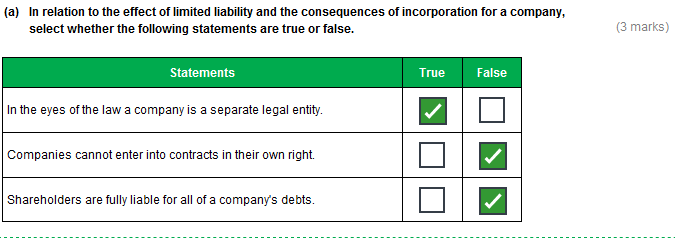 (a) In relation to the effect of limited liability and the consequences of incorporation for a company,
select whether the following statements are true or false.
(3 marks)
Statements True False
In the eyes of the law a company is a separate legal entity.
Companies cannot enter into contracts in their own right.
Shareholders are fully liable for all of a company's debts.